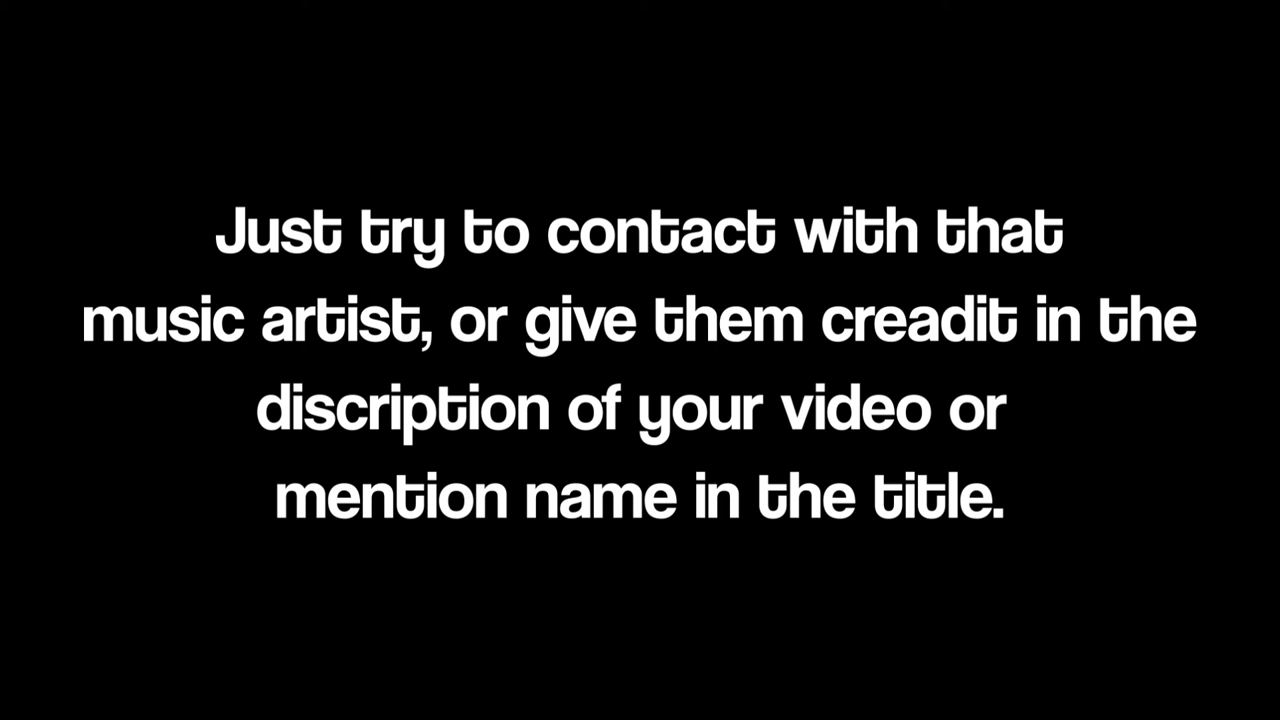 Just try to contact with that
music artist, or give them creadit in the
discription of your video or
mention name in the title.